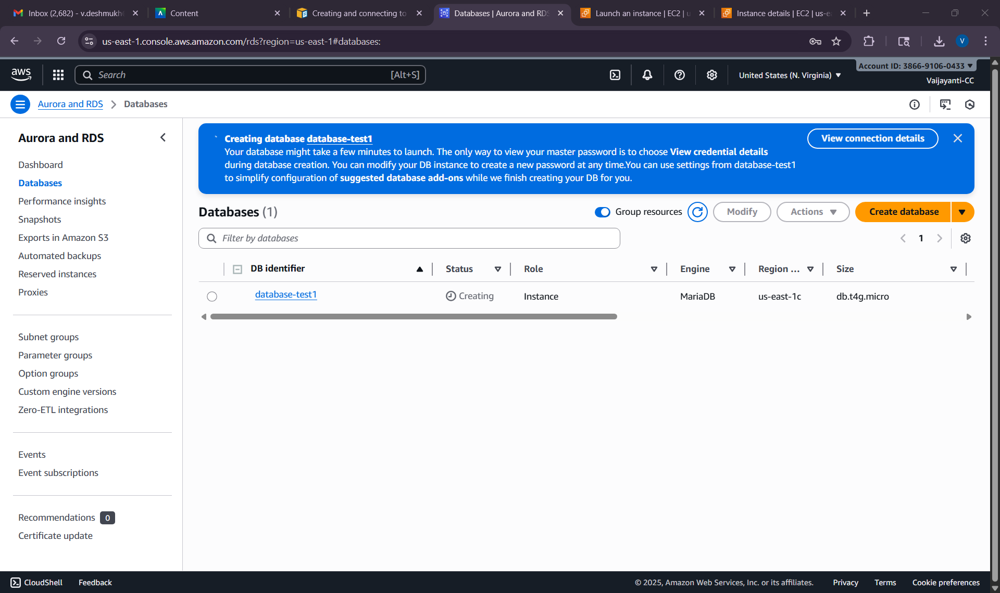 Inbox (2,682) - v.deshmukh
Content
Creating and connecting to
Databases | Aurora and RDS
Launch an instance | EC2 | u
Instance details | EC2 | us-e
us-east-1.console.aws.amazon.com/rds?region=us-east-1#databases:
V
aws
Search
[Alt+S]
United States (N. Virginia)
Account ID: 3866-9106-0433
Vaijayanti-CC
Aurora and RDS
Databases
Aurora and RDS
Dashboard
Databases
Performance insights
Snapshots
Exports in Amazon S3
Automated backups
Reserved instances
Proxies
Subnet groups
Parameter groups
Option groups
Custom engine versions
Zero-ETL integrations
Events
Event subscriptions
Recommendations 0
Certificate update
Creating database database-test1
Your database might take a few minutes to launch. The only way to view your master password is to choose View credential details
during database creation. You can modify your DB instance to create a new password at any time.You can use settings from database-test1
to simplify configuration of suggested database add-ons while we finish creating your DB for you.
View connection details
Databases (1)
Group resources
Modify
Actions
Create database
Filter by databases
1
DB identifier Status Role Engine Region ... Size
database-test1 Creating Instance MariaDB us-east-1c db.t4g.micro
CloudShell Feedback © 2025, Amazon Web Services, Inc. or its affiliates. Privacy Terms Cookie preferences